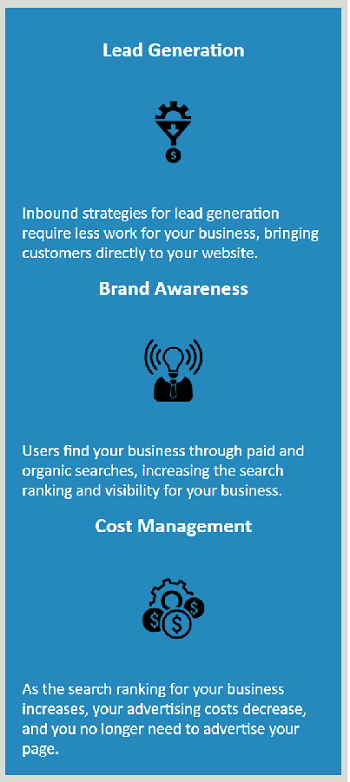 Lead Generation
$
Inbound strategies for lead generation
require less work for your business, bringing
customers directly to your website.
Brand Awareness
Users find your business through paid and
organic searches, increasing the search
ranking and visibility for your business.
Cost Management
$ $ $
As the search ranking for your business
increases, your advertising costs decrease,
and you no longer need to advertise your
page.